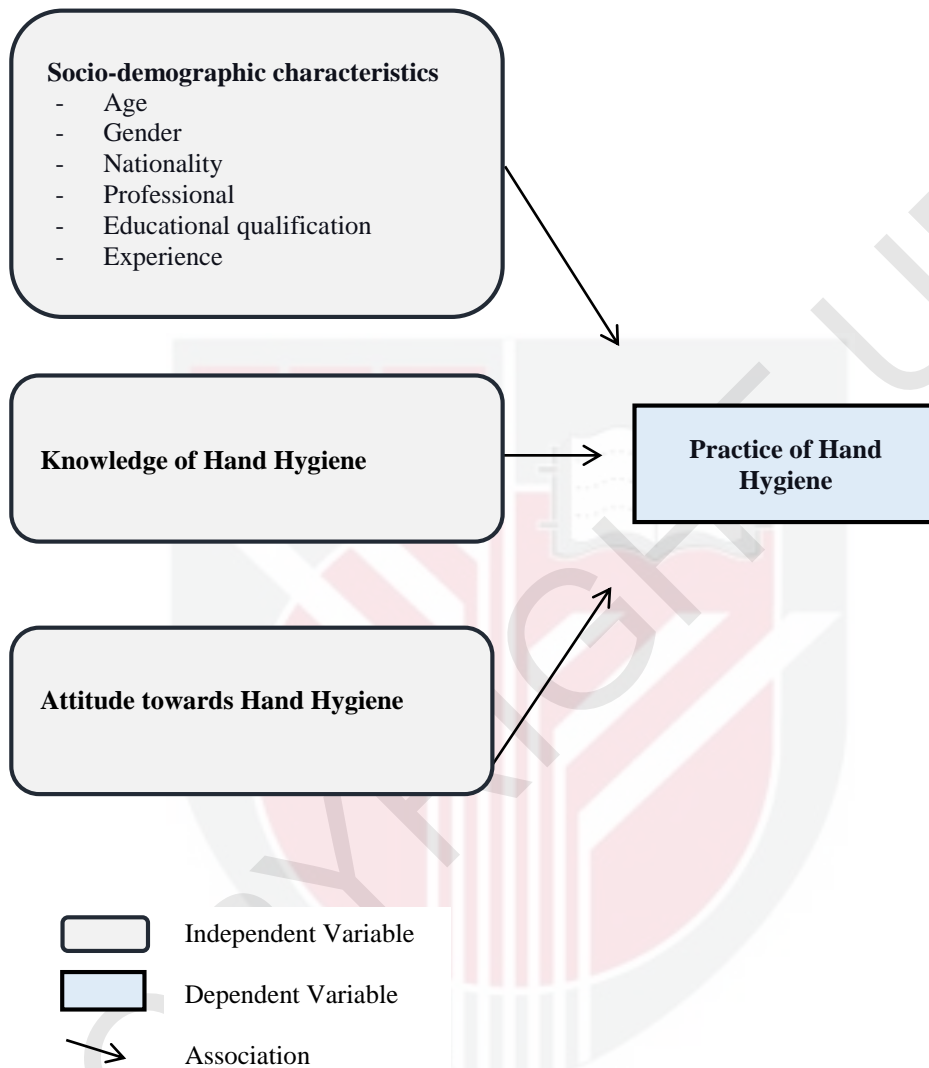 Socio-demographic characteristics
- Age
- Gender
- Nationality
- Professional
- Educational qualification
- Experience
Knowledge of Hand Hygiene
Practice of Hand
Hygiene
Attitude towards Hand Hygiene
Independent Variable
Dependent Variable
Association